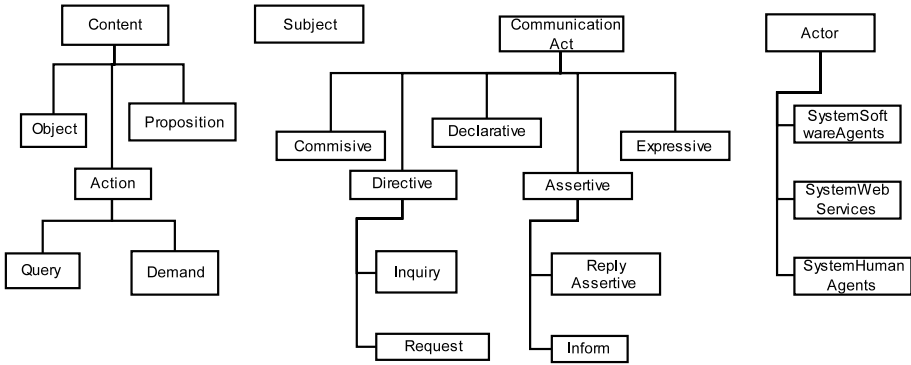 Content
Subject
Communication
Act
Actor
Object
Proposition
Commisive
Declarative
Expressive
SystemSoft
wareAgents
Action
Directive
Assertive
SystemWeb
Services
Query
Demand
Inquiry
Reply
Assertive
SystemHuman
Agents
Request
Inform